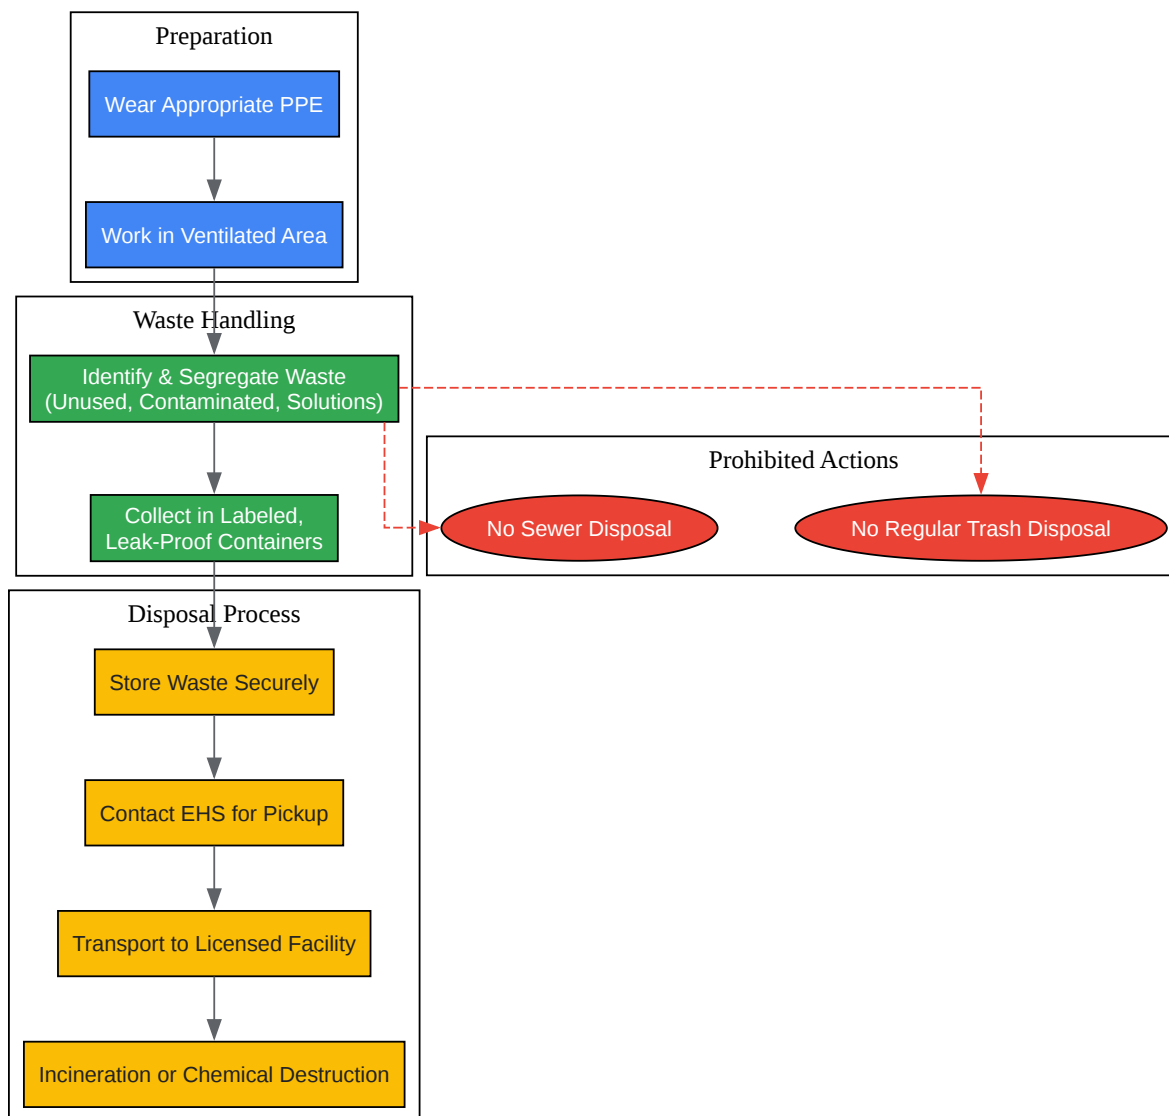 Preparation
Wear Appropriate PPE
Work in Ventilated Area
Waste Handling
Identify & Segregate Waste
(Unused, Contaminated, Solutions)
Collect in Labeled,
Leak-Proof Containers
Prohibited Actions
No Sewer Disposal
No Regular Trash Disposal
Disposal Process
Store Waste Securely
Contact EHS for Pickup
Transport to Licensed Facility
Incineration or Chemical Destruction